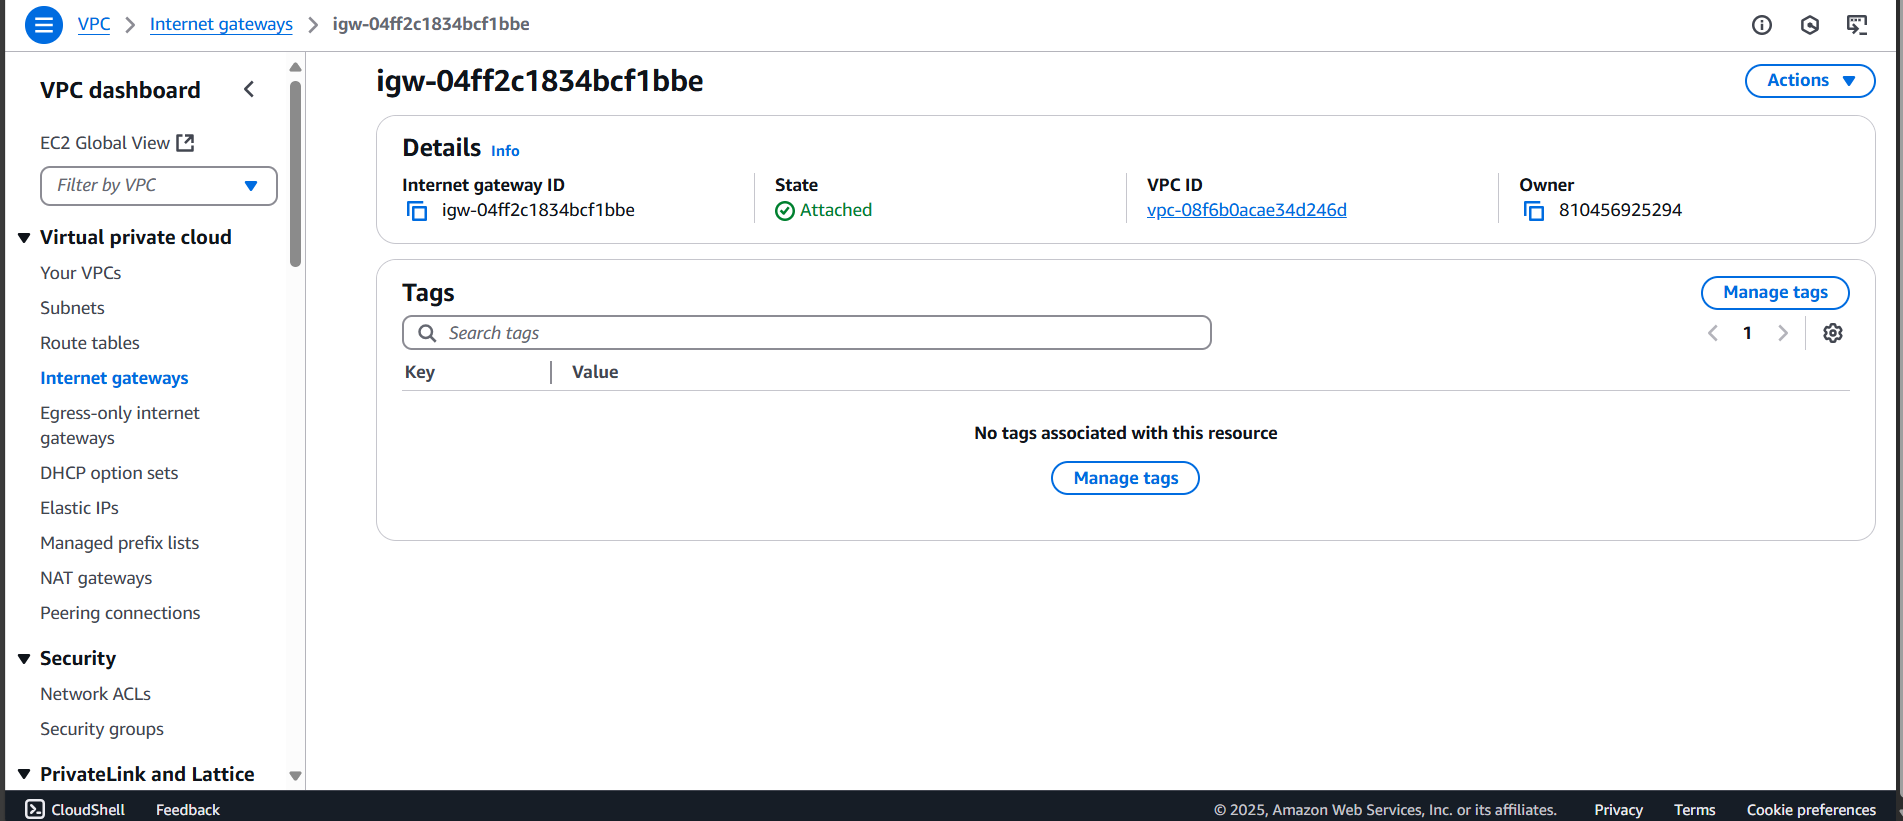 VPC > Internet gateways > igw-04ff2c1834bcf1bbe
VPC dashboard
EC2 Global View
Filter by VPC
Virtual private cloud
Your VPCs
Subnets
Route tables
Internet gateways
Egress-only internet
gateways
DHCP option sets
Elastic IPs
Managed prefix lists
NAT gateways
Peering connections
Security
Network ACLs
Security groups
PrivateLink and Lattice
igw-04ff2c1834bcf1bbe
Actions
Details Info
Internet gateway ID
igw-04ff2c1834bcf1bbe
State
Attached
VPC ID
vpc-08f6b0acae34d246d
Owner
810456925294
Tags
Manage tags
Search tags
1
Key Value
No tags associated with this resource
Manage tags
CloudShell Feedback © 2025, Amazon Web Services, Inc. or its affiliates. Privacy Terms Cookie preferences